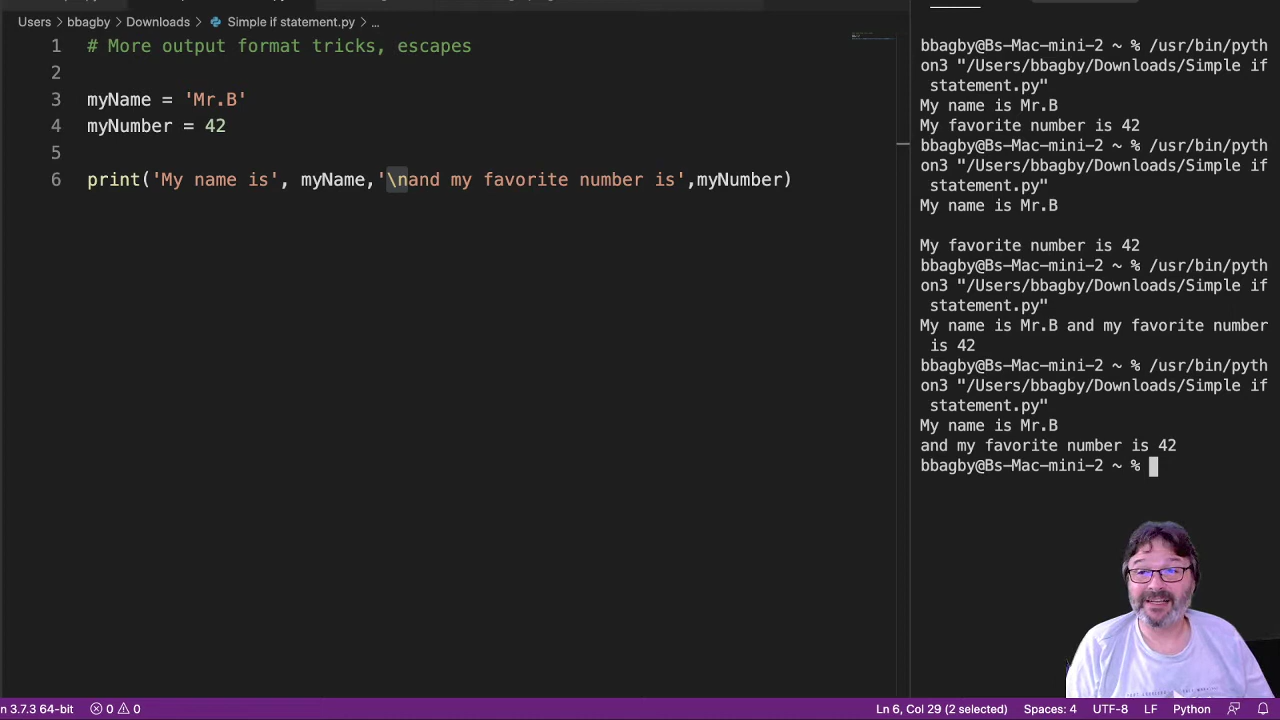 Users > bbagby > Downloads > Simple if statement.py > ...
1 # More output format tricks, escapes
2
3 myName = 'Mr.B'
4 myNumber = 42
5
6 print('My name is', myName,'\nand my favorite number is',myNumber)
bbagby@Bs-Mac-mini-2 ~ % /usr/bin/pyth
on3 "/Users/bbagby/Downloads/Simple if
statement.py"
My name is Mr.B
My favorite number is 42
bbagby@Bs-Mac-mini-2 ~ % /usr/bin/pyth
on3 "/Users/bbagby/Downloads/Simple if
statement.py"
My name is Mr.B
My favorite number is 42
bbagby@Bs-Mac-mini-2 ~ % /usr/bin/pyth
on3 "/Users/bbagby/Downloads/Simple if
statement.py"
My name is Mr.B and my favorite number
is 42
bbagby@Bs-Mac-mini-2 ~ % /usr/bin/pyth
on3 "/Users/bbagby/Downloads/Simple if
statement.py"
My name is Mr.B
and my favorite number is 42
bbagby@Bs-Mac-mini-2 ~ %
n 3.7.3 64-bit 0 0 Ln 6, Col 29 (2 selected) Spaces: 4 UTF-8 LF Python